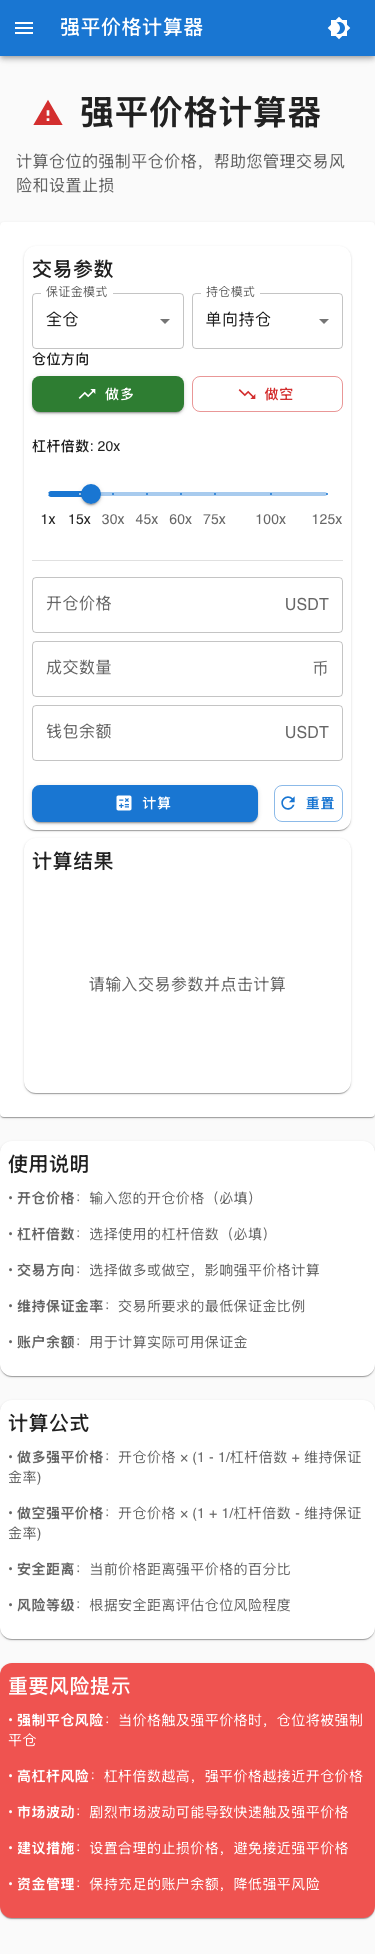 强平价格计算器
强平价格计算器
计算仓位的强制平仓价格，帮助您管理交易风
险和设置止损
交易参数
保证金模式
全仓
持仓模式
单向持仓
仓位方向
做多
做空
杠杆倍数: 20x
1x 15x 30x 45x 60x 75x 100x 125x
开仓价格 USDT
成交数量 币
钱包余额 USDT
计算
重置
计算结果
请输入交易参数并点击计算
使用说明
• 开仓价格：输入您的开仓价格（必填）
• 杠杆倍数：选择使用的杠杆倍数（必填）
• 交易方向：选择做多或做空，影响强平价格计算
• 维持保证金率：交易所要求的最低保证金比例
• 账户余额：用于计算实际可用保证金
计算公式
• 做多强平价格：开仓价格 × (1 - 1/杠杆倍数 + 维持保证
金率)
• 做空强平价格：开仓价格 × (1 + 1/杠杆倍数 - 维持保证
金率)
• 安全距离：当前价格距离强平价格的百分比
• 风险等级：根据安全距离评估仓位风险程度
重要风险提示
• 强制平仓风险：当价格触及强平价格时，仓位将被强制
平仓
• 高杠杆风险：杠杆倍数越高，强平价格越接近开仓价格
• 市场波动：剧烈市场波动可能导致快速触及强平价格
• 建议措施：设置合理的止损价格，避免接近强平价格
• 资金管理：保持充足的账户余额，降低强平风险